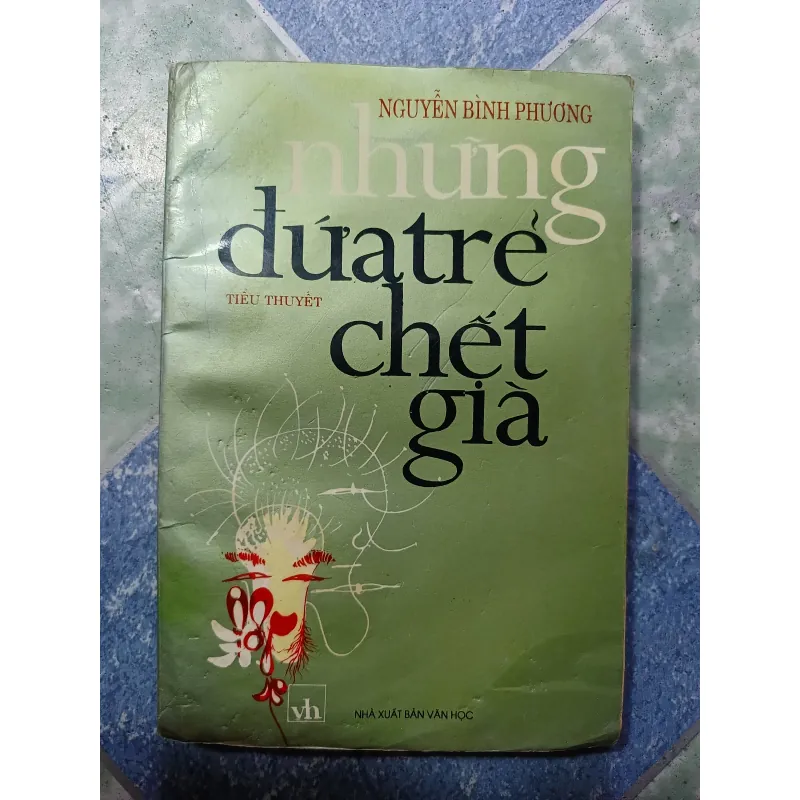 NGUYỄN BÌNH PHƯƠNG
những
đứa trẻ
TIỂU THUYẾT
chết
già
vh
NHÀ XUẤT BẢN VĂN HỌC